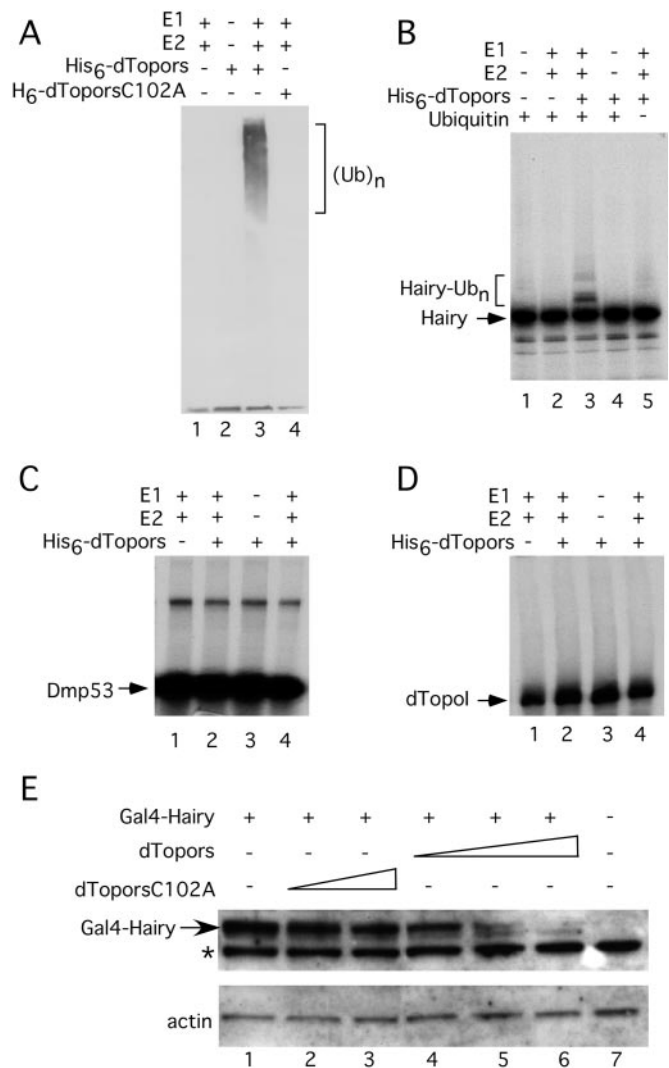 A
E1 + - + +
E2 + - + +
His6-dTopors - + + -
H6-dToporsC102A - - - +
(Ub)n
1 2 3 4
B
E1 - + + - +
E2 - + + - +
His6-dTopors - - + + +
Ubiquitin + + + + -
Hairy-Ubn
Hairy
1 2 3 4 5
C
E1 + + - +
E2 + + - +
His6-dTopors - + + +
Dmp53
1 2 3 4
D
E1 + + - +
E2 + + - +
His6-dTopors - + + +
dTopoI
1 2 3 4
E
Gal4-Hairy + + + + + + -
dTopors - - - -
dToporsC102A - - - - -
Gal4-Hairy
*
actin
1 2 3 4 5 6 7